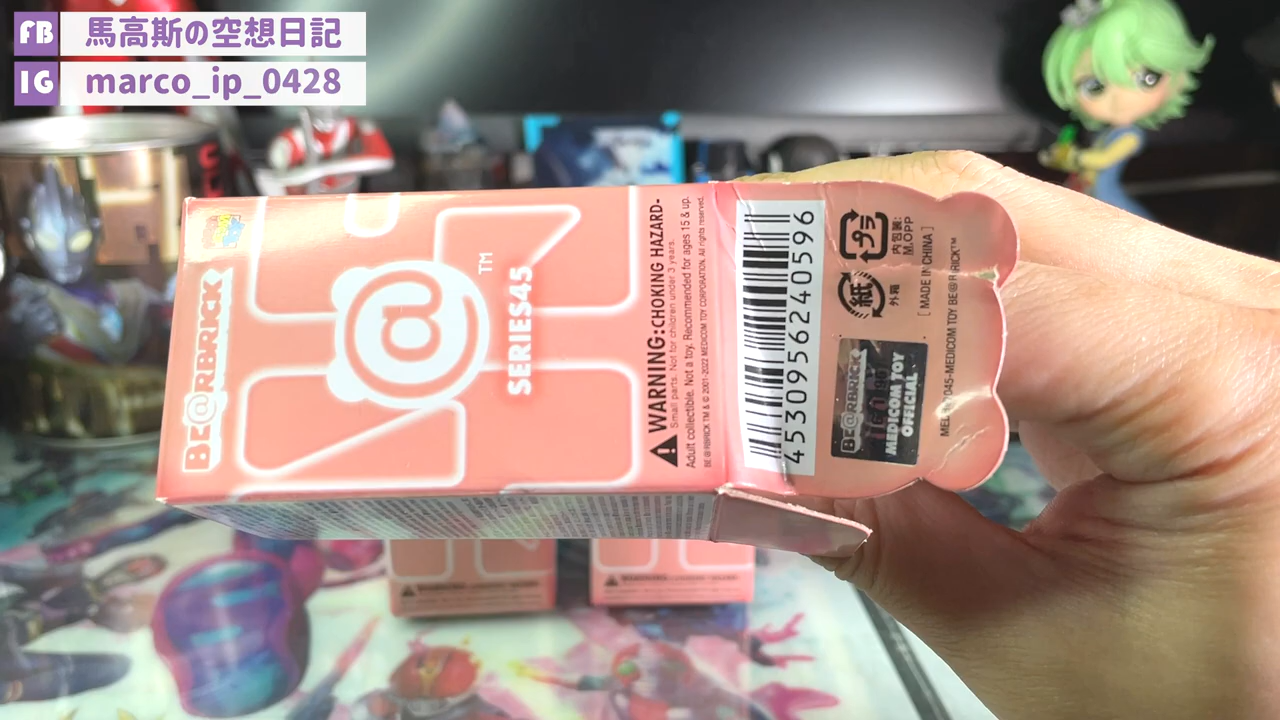 FB 馬高斯の空想日記
IG marco_ip_0428
BE@RBRICK
@
TM
SERIES45
WARNING:CHOKING HAZARD-
Small parts. Not for children under 3 years.
Adult collectible. Not a toy. Recommended for ages 15 & up.
BE@RBRICK TM & © 2001-2022 MEDICOM TOY CORPORATION. All rights reserved.
4530956240596
プラ
内包装:
M.OPP
紙
外箱
[MADE IN CHINA]
BE@RBRICK
MEDICOM TOY
OFFICIAL
MEDICOM TOY BE@RBRICK™